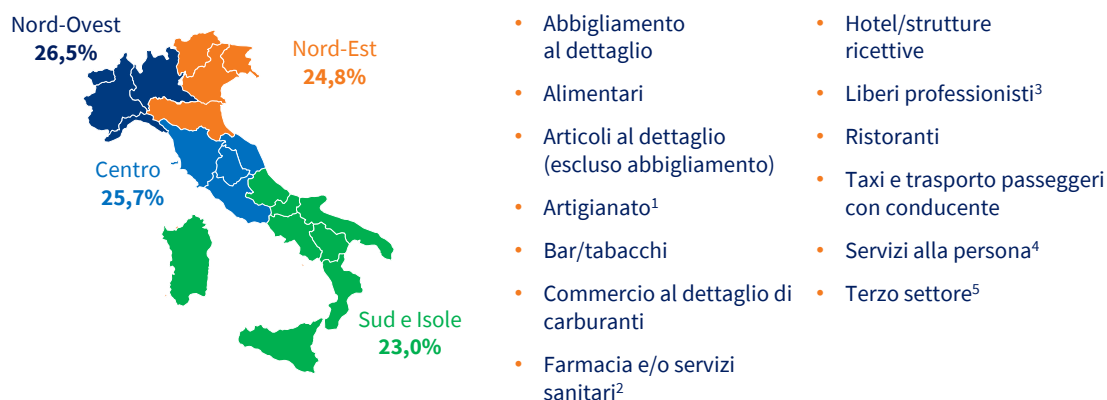 Nord-Ovest
26,5%
Nord-Est
24,8%
Centro
25,7%
Sud e Isole
23,0%
• Abbigliamento
al dettaglio
• Alimentari
• Articoli al dettaglio
(escluso abbigliamento)
• Artigianato¹
• Bar/tabacchi
• Commercio al dettaglio di
carburanti
• Farmacia e/o servizi
sanitari²
• Hotel/strutture
ricettive
• Liberi professionisti³
• Ristoranti
• Taxi e trasporto passeggeri
con conducente
• Servizi alla persona⁴
• Terzo settore⁵